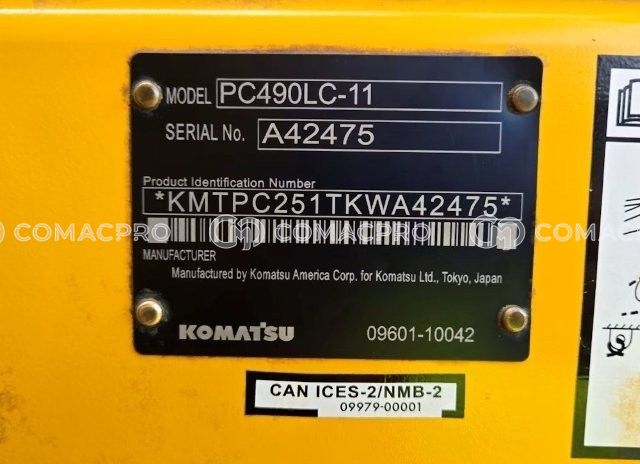 MODEL PC490LC-11
SERIAL No. A42475
Product Identification Number
*KMTPC251TKWA42475*
COMACPRO COMACPRO COMACPRO
MANUFACTURER
Manufactured by Komatsu America Corp. for Komatsu Ltd., Tokyo, Japan
KOMATSU 09601-10042
CAN ICES-2/NMB-2
09979-00001